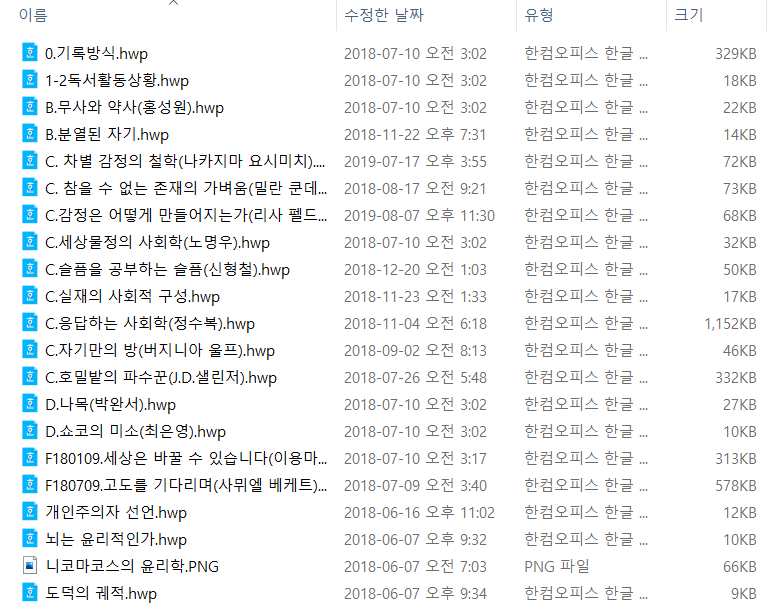 이름 수정한 날짜 유형 크기
0.기록방식.hwp 2018-07-10 오전 3:02 한컴오피스 한글 ... 329KB
1-2독서활동상황.hwp 2018-07-10 오전 3:02 한컴오피스 한글 ... 18KB
B.무사와 악사(홍성원).hwp 2018-07-10 오전 3:02 한컴오피스 한글 ... 22KB
B.분열된 자기.hwp 2018-11-22 오후 7:31 한컴오피스 한글 ... 14KB
C. 차별 감정의 철학(나카지마 요시미치).... 2019-07-17 오후 3:55 한컴오피스 한글 ... 72KB
C. 참을 수 없는 존재의 가벼움(밀란 쿤데... 2018-08-17 오전 9:21 한컴오피스 한글 ... 73KB
C.감정은 어떻게 만들어지는가(리사 펠드... 2019-08-07 오후 11:30 한컴오피스 한글 ... 68KB
C.세상물정의 사회학(노명우).hwp 2018-07-10 오전 3:02 한컴오피스 한글 ... 32KB
C.슬픔을 공부하는 슬픔(신형철).hwp 2018-12-20 오전 1:03 한컴오피스 한글 ... 50KB
C.실재의 사회적 구성.hwp 2018-11-23 오전 1:33 한컴오피스 한글 ... 17KB
C.응답하는 사회학(정수복).hwp 2018-11-04 오전 6:18 한컴오피스 한글 ... 1,152KB
C.자기만의 방(버지니아 울프).hwp 2018-09-02 오전 8:13 한컴오피스 한글 ... 46KB
C.호밀밭의 파수꾼(J.D.샐린저).hwp 2018-07-26 오전 5:48 한컴오피스 한글 ... 332KB
D.나목(박완서).hwp 2018-07-10 오전 3:02 한컴오피스 한글 ... 27KB
D.쇼코의 미소(최은영).hwp 2018-07-10 오전 3:02 한컴오피스 한글 ... 10KB
F180109.세상은 바꿀 수 있습니다(이용마... 2018-07-10 오전 3:17 한컴오피스 한글 ... 313KB
F180709.고도를 기다리며(사뮈엘 베케트)... 2018-07-09 오전 3:40 한컴오피스 한글 ... 578KB
개인주의자 선언.hwp 2018-06-16 오후 11:02 한컴오피스 한글 ... 12KB
뇌는 윤리적인가.hwp 2018-06-07 오후 9:32 한컴오피스 한글 ... 10KB
니코마코스의 윤리학.PNG 2018-06-07 오전 7:03 PNG 파일 66KB
도덕의 궤적.hwp 2018-06-07 오후 9:34 한컴오피스 한글 ... 9KB